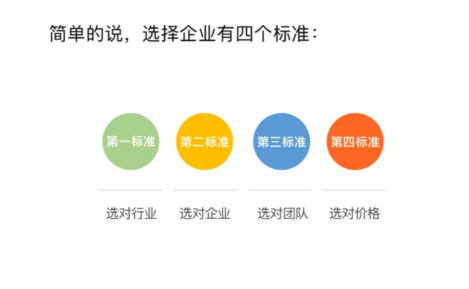 简单的说，选择企业有四个标准：
第一标准 第二标准 第三标准 第四标准
选对行业 选对企业 选对团队 选对价格